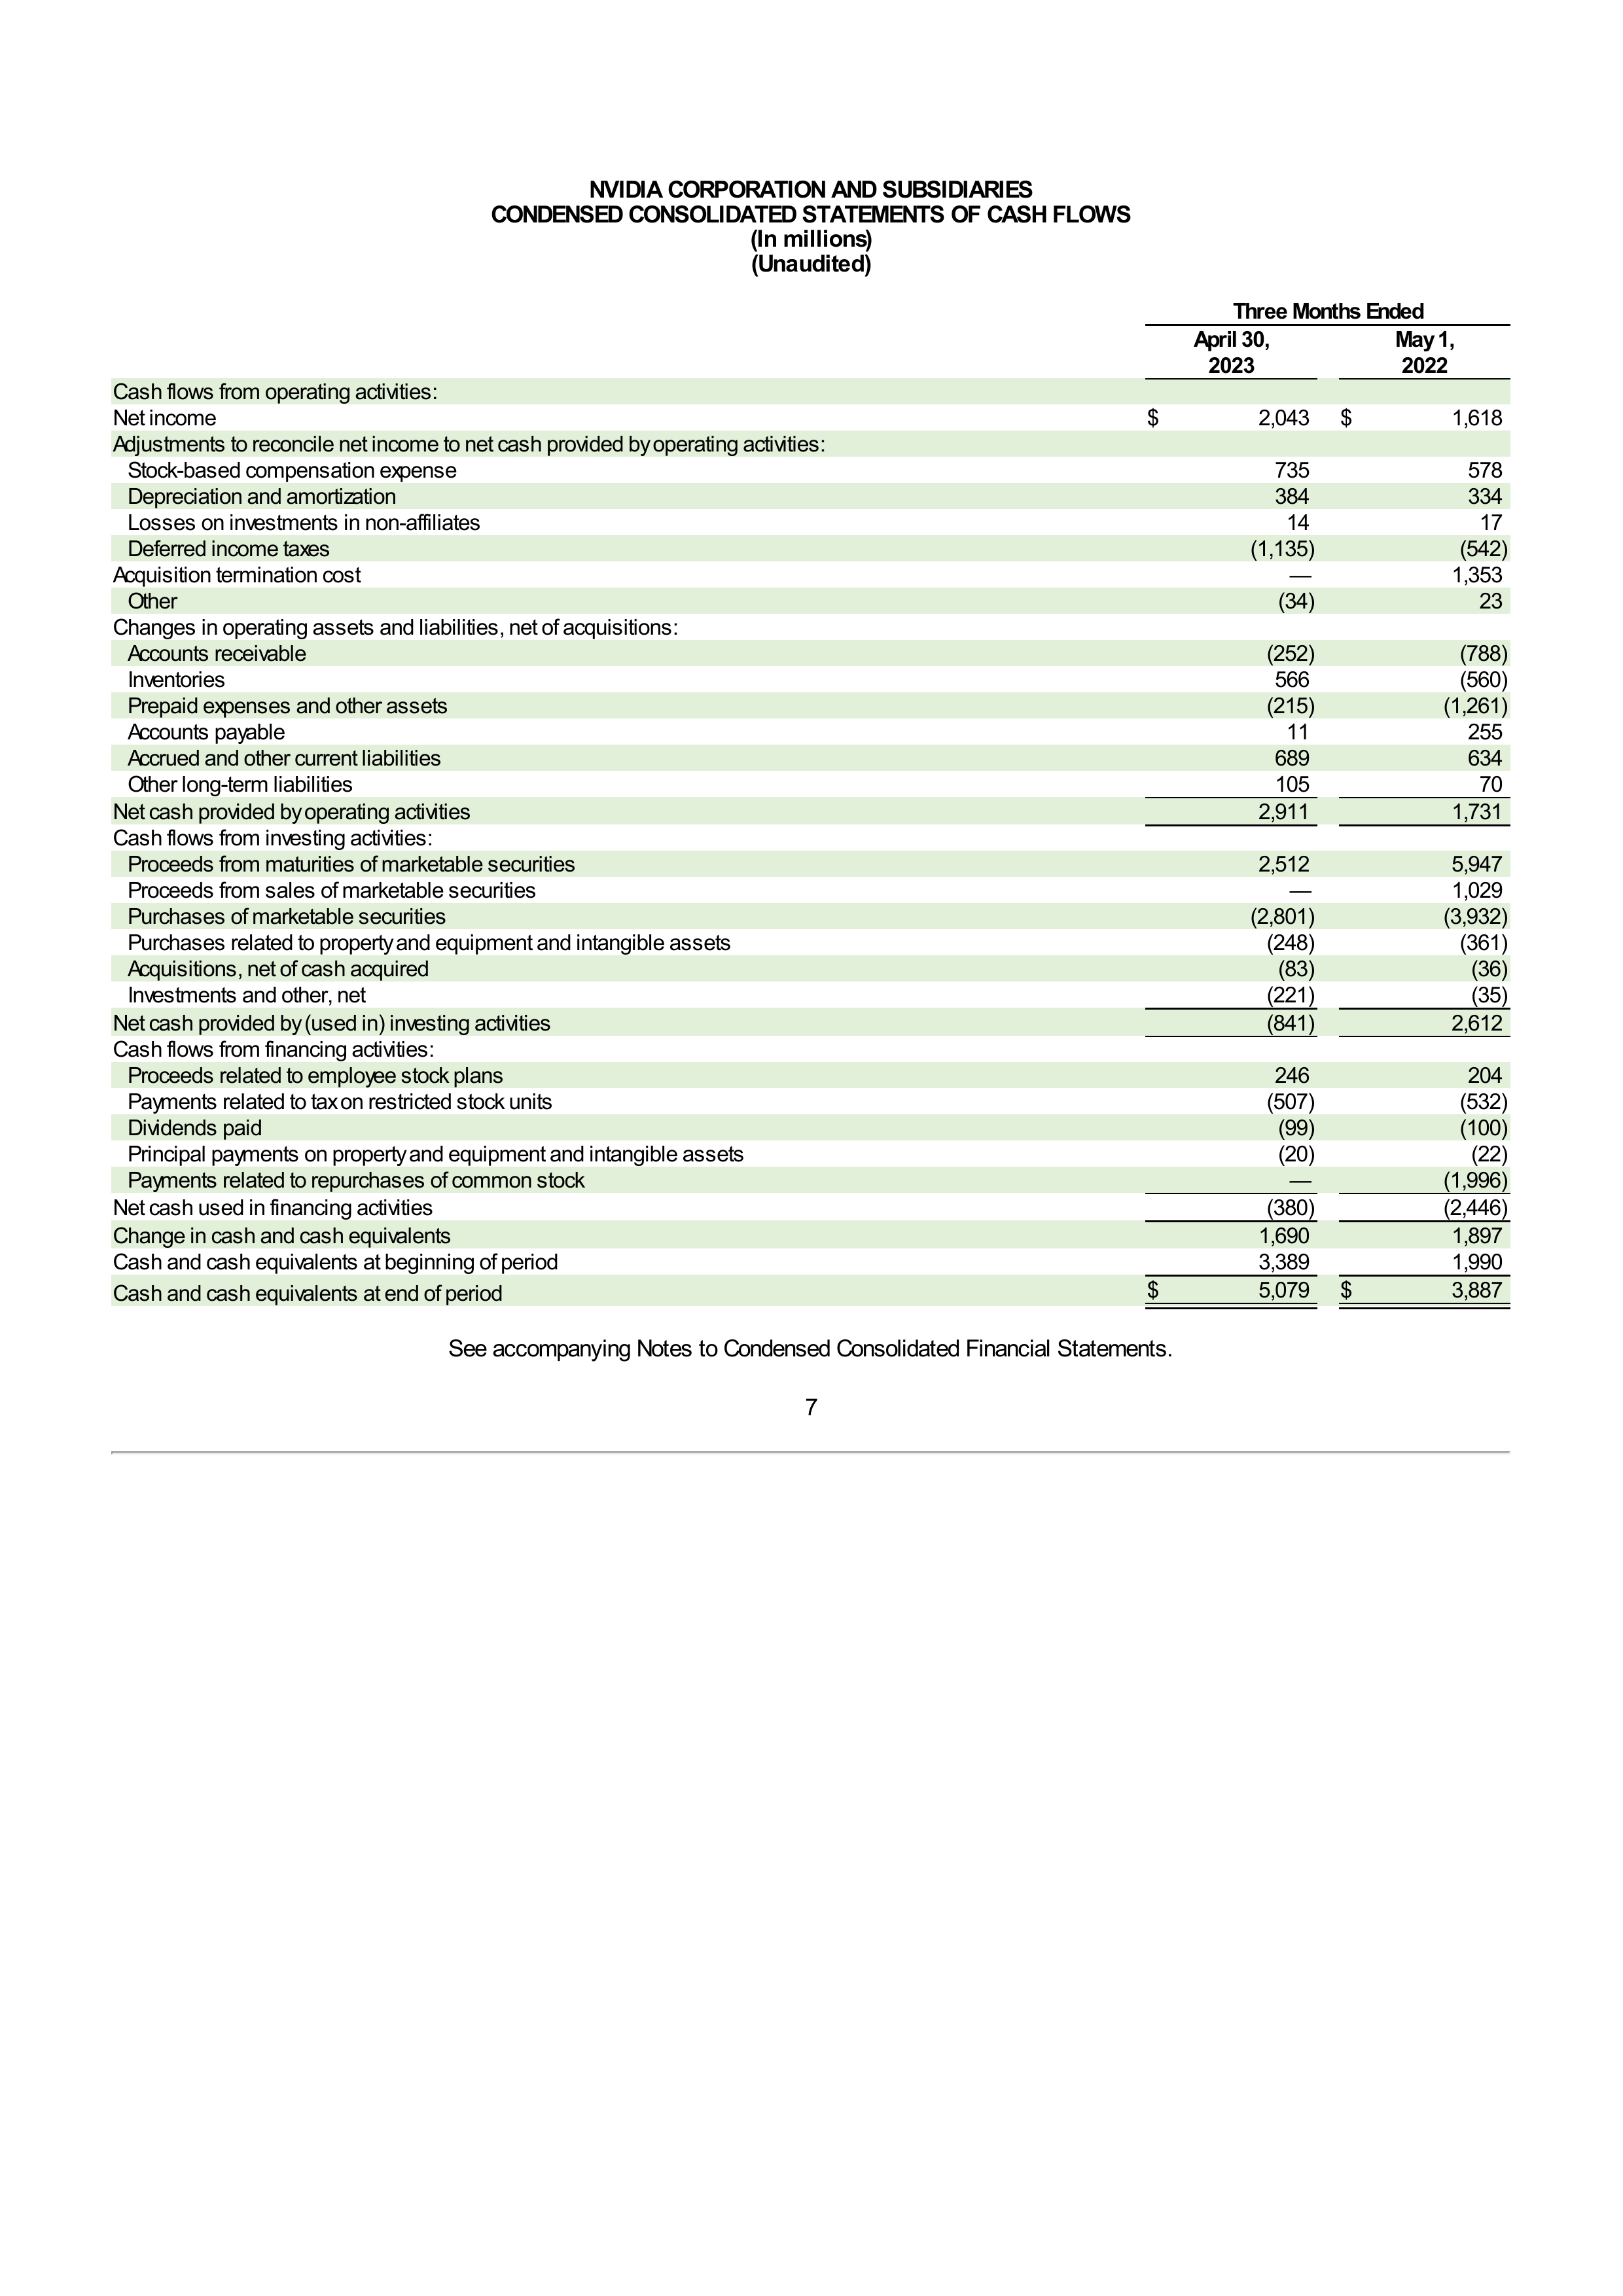 NVIDIA CORPORATION AND SUBSIDIARIES
CONDENSED CONSOLIDATED STATEMENTS OF CASH FLOWS
(In millions)
(Unaudited)
Three Months Ended
April 30, May 1,
2023 2022
Cash flows from operating activities:
Net income $ 2,043 $ 1,618
Adjustments to reconcile net income to net cash provided by operating activities:
Stock-based compensation expense 735 578
Depreciation and amortization 384 334
Losses on investments in non-affiliates 14 17
Deferred income taxes (1,135) (542)
Acquisition termination cost — 1,353
Other (34) 23
Changes in operating assets and liabilities, net of acquisitions:
Accounts receivable (252) (788)
Inventories 566 (560)
Prepaid expenses and other assets (215) (1,261)
Accounts payable 11 255
Accrued and other current liabilities 689 634
Other long-term liabilities 105 70
Net cash provided by operating activities 2,911 1,731
Cash flows from investing activities:
Proceeds from maturities of marketable securities 2,512 5,947
Proceeds from sales of marketable securities — 1,029
Purchases of marketable securities (2,801) (3,932)
Purchases related to property and equipment and intangible assets (248) (361)
Acquisitions, net of cash acquired (83) (36)
Investments and other, net (221) (35)
Net cash provided by (used in) investing activities (841) 2,612
Cash flows from financing activities:
Proceeds related to employee stock plans 246 204
Payments related to tax on restricted stock units (507) (532)
Dividends paid (99) (100)
Principal payments on property and equipment and intangible assets (20) (22)
Payments related to repurchases of common stock — (1,996)
Net cash used in financing activities (380) (2,446)
Change in cash and cash equivalents 1,690 1,897
Cash and cash equivalents at beginning of period 3,389 1,990
Cash and cash equivalents at end of period $ 5,079 $ 3,887
See accompanying Notes to Condensed Consolidated Financial Statements.
7